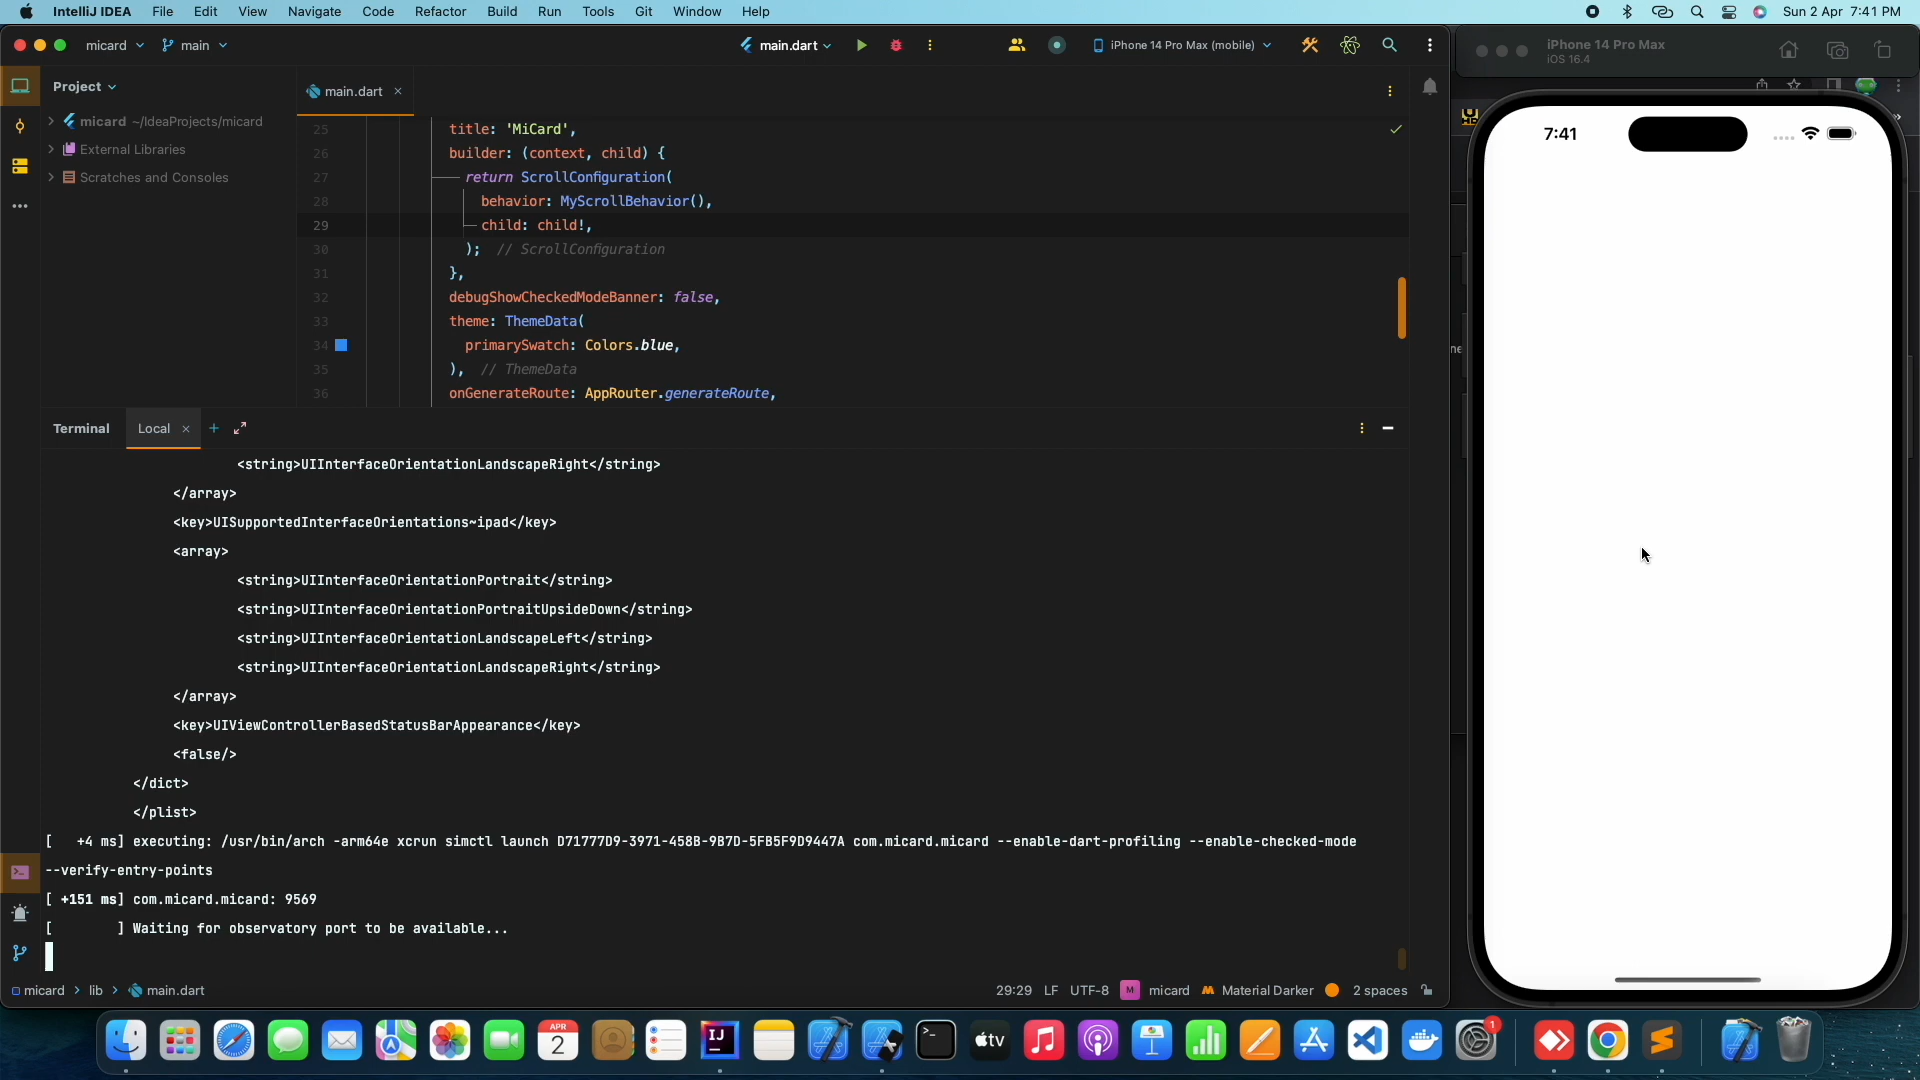 IntelliJ IDEA File Edit View Navigate Code Refactor Build Run Tools Git Window Help
Sun 2 Apr 7:41 PM
micard main
main.dart
iPhone 14 Pro Max (mobile)
iPhone 14 Pro Max
iOS 16.4
Project
main.dart
micard ~/IdeaProjects/micard
External Libraries
Scratches and Consoles
25 title: 'MiCard',
26 builder: (context, child) {
27 return ScrollConfiguration(
28 behavior: MyScrollBehavior(),
29 child: child!,
30 ); // ScrollConfiguration
31 },
32 debugShowCheckedModeBanner: false,
33 theme: ThemeData(
34 primarySwatch: Colors.blue,
35 ), // ThemeData
36 onGenerateRoute: AppRouter.generateRoute,
7:41
Terminal Local
<string>UIInterfaceOrientationLandscapeRight</string>
</array>
<key>UISupportedInterfaceOrientations~ipad</key>
<array>
<string>UIInterfaceOrientationPortrait</string>
<string>UIInterfaceOrientationPortraitUpsideDown</string>
<string>UIInterfaceOrientationLandscapeLeft</string>
<string>UIInterfaceOrientationLandscapeRight</string>
</array>
<key>UIViewControllerBasedStatusBarAppearance</key>
<false/>
</dict>
</plist>
[ +4 ms] executing: /usr/bin/arch -arm64e xcrun simctl launch D71777D9-3971-458B-9B7D-5FB5F9D9447A com.micard.micard --enable-dart-profiling --enable-checked-mode
--verify-entry-points
[ +151 ms] com.micard.micard: 9569
[ ] Waiting for observatory port to be available...
micard > lib > main.dart
29:29 LF UTF-8 M micard Material Darker 2 spaces
APR
2
IJ
tv
1